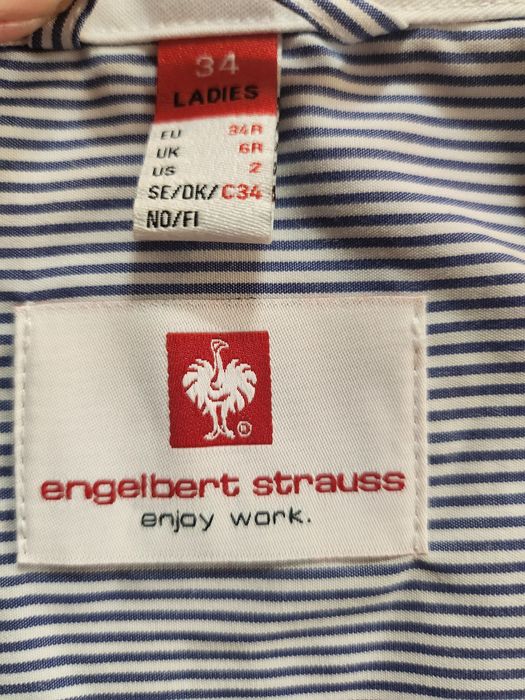 34
LADIES
EU 34R
UK 6R
US 2
SE/DK/ C34
NO/FI
®
engelbert strauss
enjoy work.